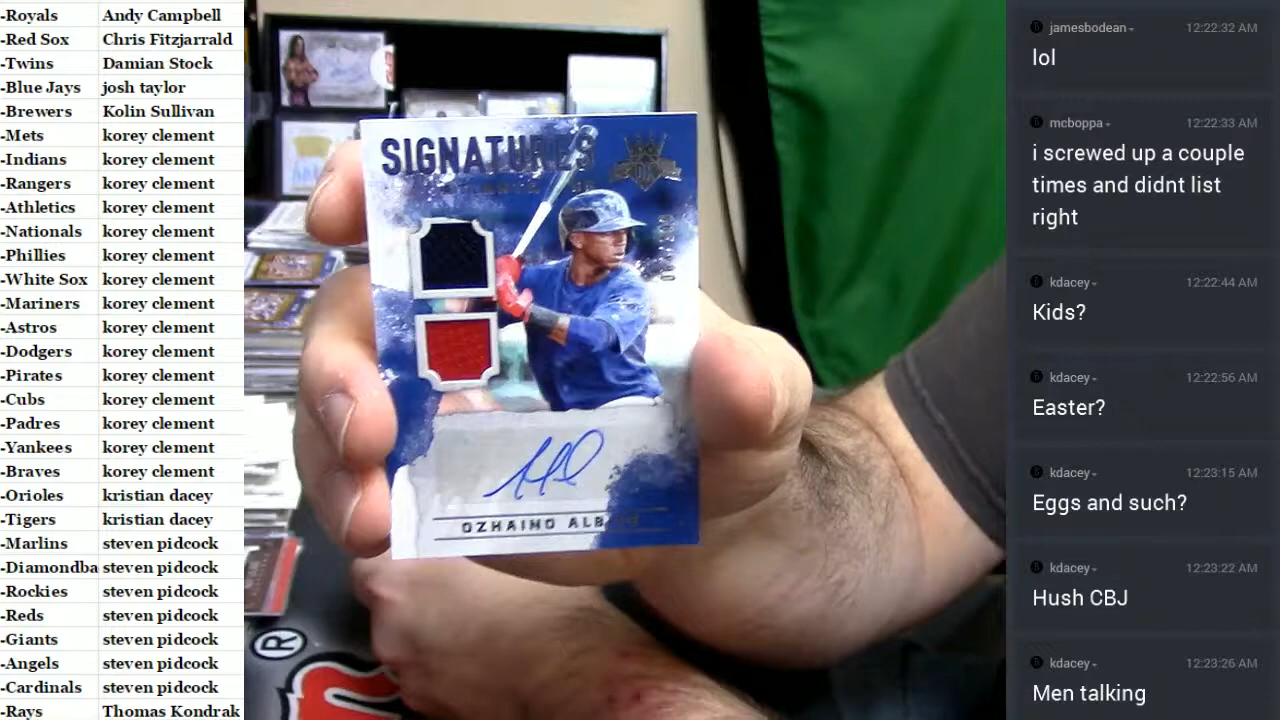 -Royals Andy Campbell
-Red Sox Chris Fitzjarrald
-Twins Damian Stock
-Blue Jays josh taylor
-Brewers Kolin Sullivan
-Mets korey clement
-Indians korey clement
-Rangers korey clement
-Athletics korey clement
-Nationals korey clement
-Phillies korey clement
-White Sox korey clement
-Mariners korey clement
-Astros korey clement
-Dodgers korey clement
-Pirates korey clement
-Cubs korey clement
-Padres korey clement
-Yankees korey clement
-Braves korey clement
-Orioles kristian dacey
-Tigers kristian dacey
-Marlins steven pidcock
-Diamondba steven pidcock
-Rockies steven pidcock
-Reds steven pidcock
-Giants steven pidcock
-Angels steven pidcock
-Cardinals steven pidcock
-Rays Thomas Kondrak
SIGNATURES
DK
OZHAINO
®
jamesbodean 12:22:32 AM
lol
mcboppa 12:22:33 AM
i screwed up a couple
times and didnt list
right
kdacey 12:22:44 AM
Kids?
kdacey 12:22:56 AM
Easter?
kdacey 12:23:15 AM
Eggs and such?
kdacey 12:23:22 AM
Hush CBJ
kdacey 12:23:26 AM
Men talking